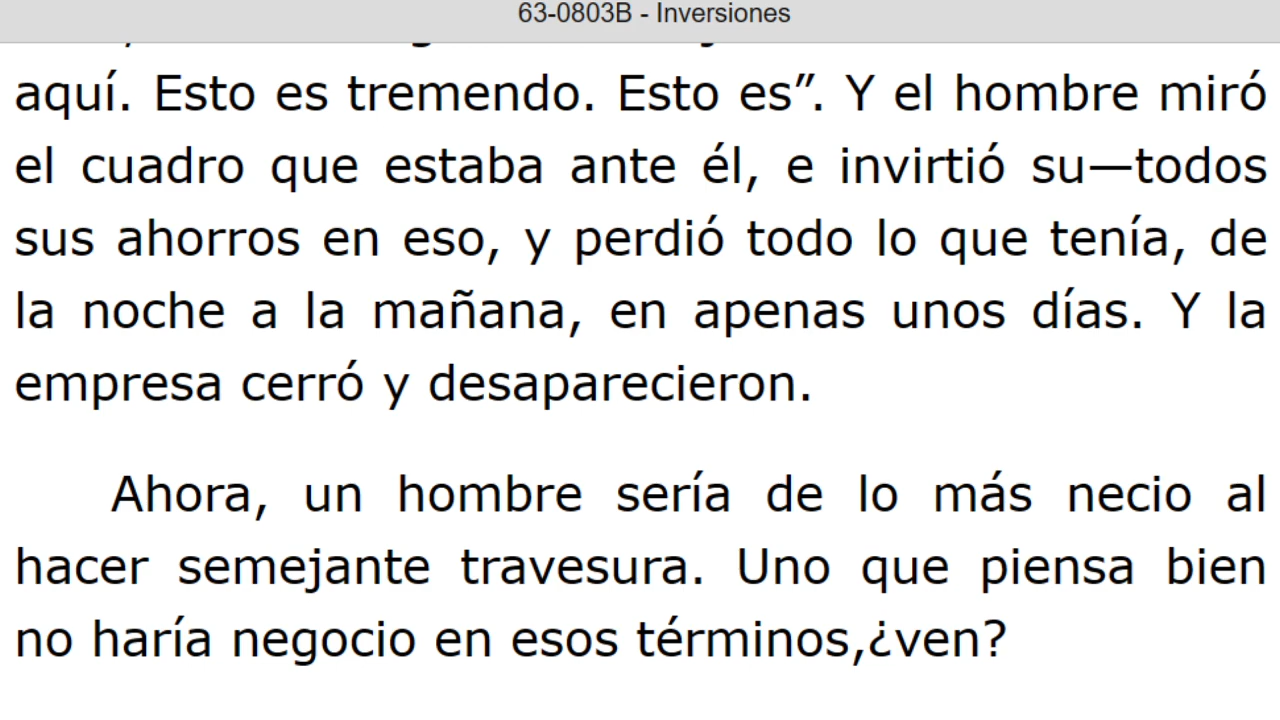 63-0803B - Inversiones
aquí. Esto es tremendo. Esto es”. Y el hombre miró
el cuadro que estaba ante él, e invirtió su—todos
sus ahorros en eso, y perdió todo lo que tenía, de
la noche a la mañana, en apenas unos días. Y la
empresa cerró y desaparecieron.
Ahora, un hombre sería de lo más necio al
hacer semejante travesura. Uno que piensa bien
no haría negocio en esos términos,¿ven?